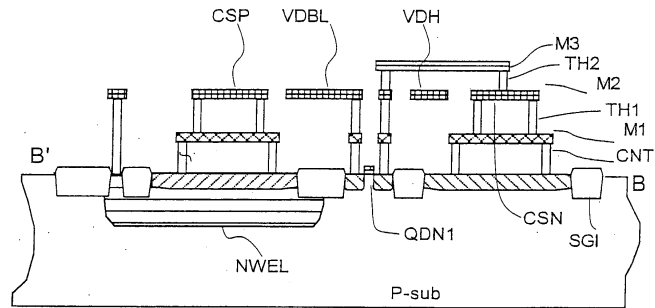 CSP
VDBL
VDH
M3
TH2
M2
TH1
M1
CNT
B'
B
CSN
QDN1
SGI
NWEL
P-sub